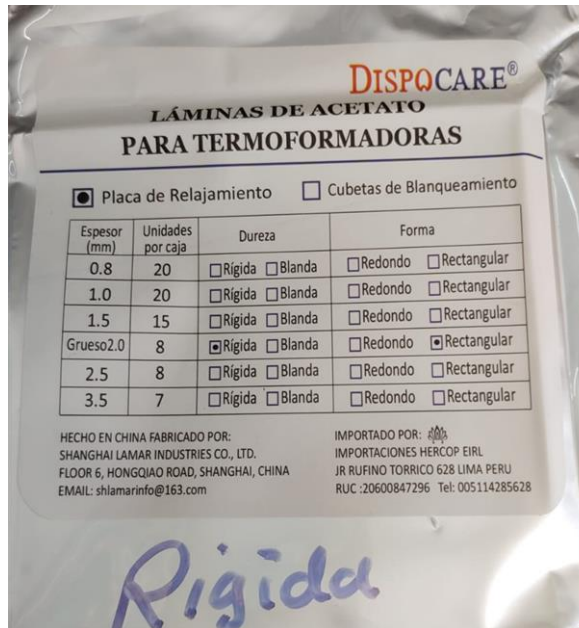 DISPOCARE®
LÁMINAS DE ACETATO
PARA TERMOFORMADORAS
Placa de Relajamiento Cubetas de Blanqueamiento
Espesor (mm) Unidades por caja Dureza Forma
0.8 20 Rígida Blanda Redondo Rectangular
1.0 20 Rígida Blanda Redondo Rectangular
1.5 15 Rígida Blanda Redondo Rectangular
Grueso2.0 8 Rígida Blanda Redondo Rectangular
2.5 8 Rígida Blanda Redondo Rectangular
3.5 7 Rígida Blanda Redondo Rectangular
HECHO EN CHINA FABRICADO POR:
SHANGHAI LAMAR INDUSTRIES CO., LTD.
FLOOR 6, HONGQIAO ROAD, SHANGHAI, CHINA
EMAIL: shlamarinfo@163.com
IMPORTADO POR:
IMPORTACIONES HERCOP EIRL
JR RUFINO TORRICO 628 LIMA PERU
RUC :20600847296 Tel: 005114285628
Rigida